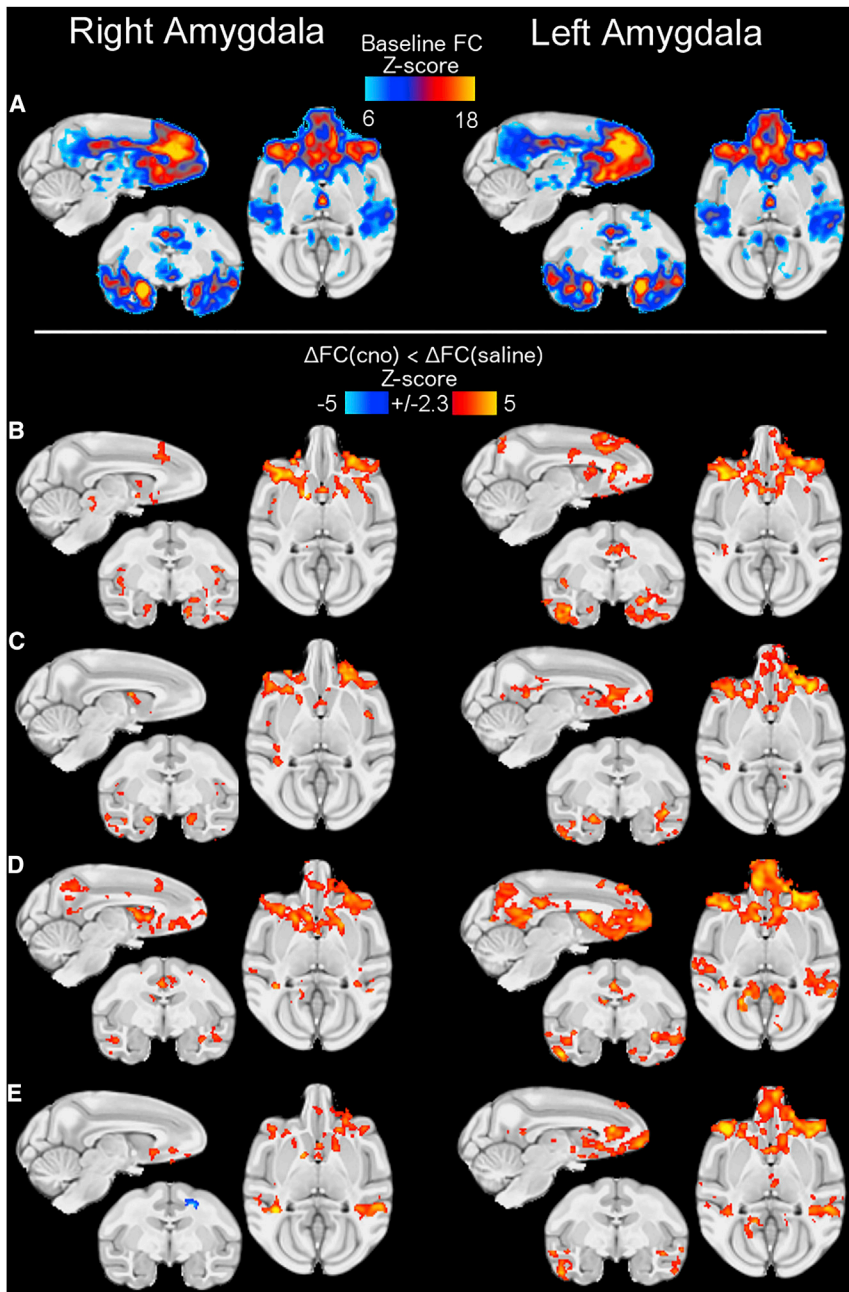 Right Amygdala
Left Amygdala
Baseline FC
Z-score
6
18
A
ΔFC(cno) < ΔFC(saline)
Z-score
-5
+/-2.3
5
B
C
D
E